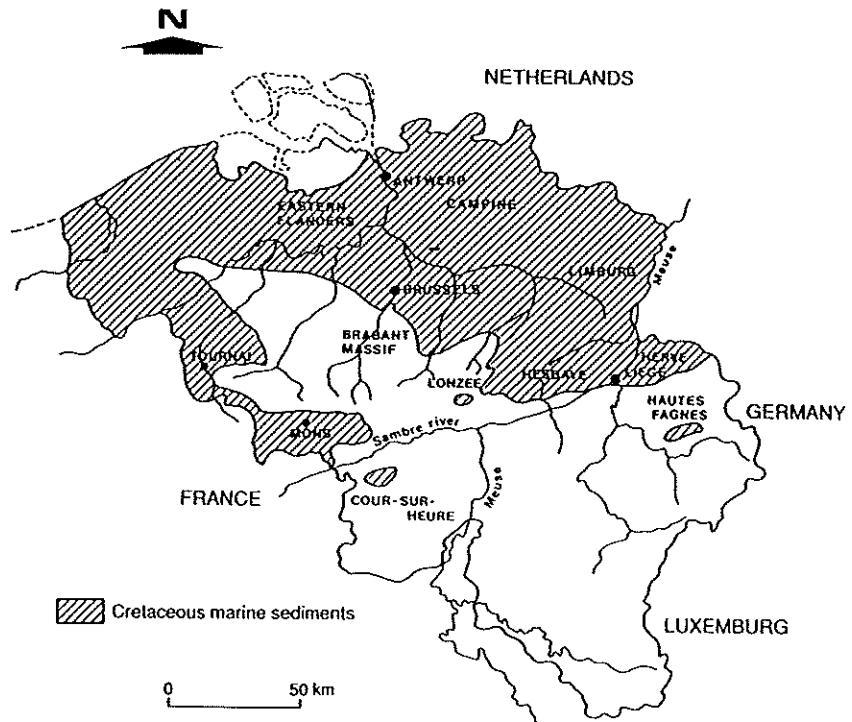 N
NETHERLANDS
ANTWERP
EASTERN
FLANDERS
CAMPINE
LIMBURG
Meuse
BRUSSELS
BRABANT
MASSIF
TOURNAI
LONZEE
HESBAYE
HERVE
LIEGE
HAUTES
FAGNES
GERMANY
MONS
Sambre river
FRANCE
COUR-SUR-
HEURE
Meuse
Cretaceous marine sediments
LUXEMBURG
0 50 km